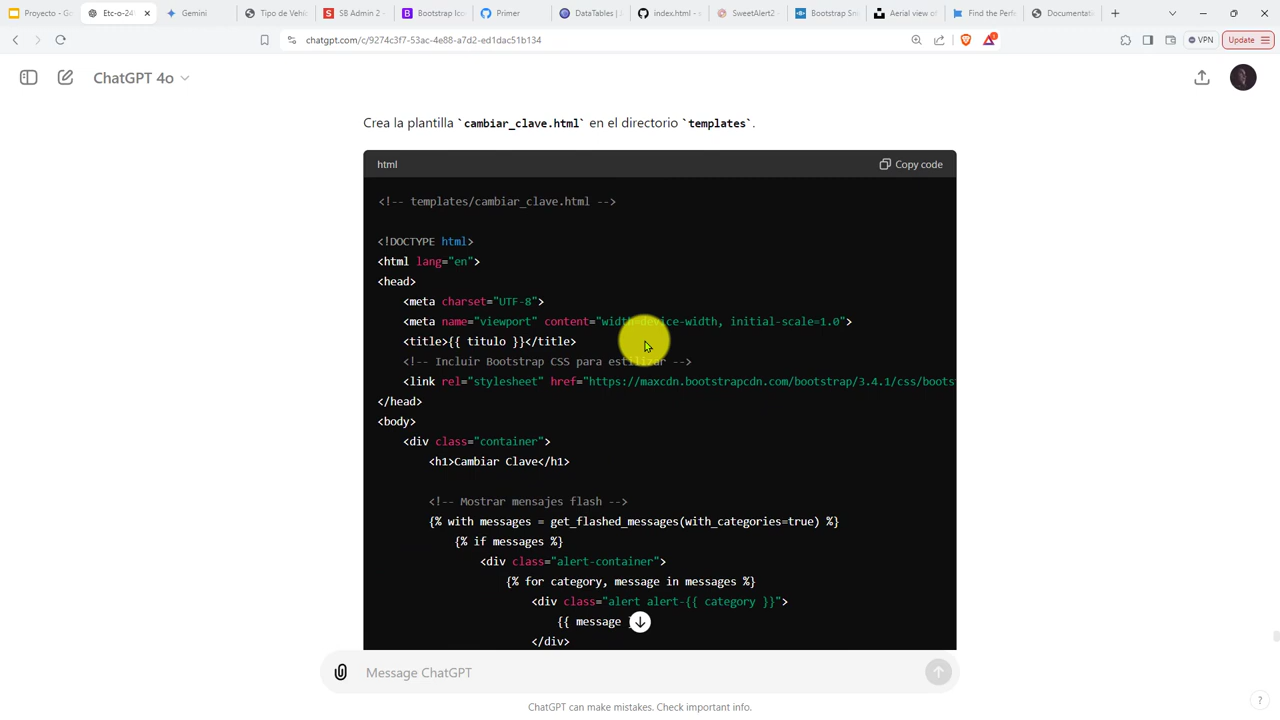 Proyecto - G
Etc-o-24
Gemini
Tipo de Vehíc
SB Admin 2 -
Bootstrap Ico
Primer
DataTables | J
index.html - s
SweetAlert2 -
Bootstrap Sni
Aerial view of
Find the Perfe
Documentati
chatgpt.com/c/9274c3f7-53ac-4e88-a7d2-ed1dac51b134
VPN
Update
ChatGPT 4o
Crea la plantilla `cambiar_clave.html` en el directorio `templates`.
html
Copy code
<!-- templates/cambiar_clave.html -->
<!DOCTYPE html>
<html lang="en">
<head>
<meta charset="UTF-8">
<meta name="viewport" content="width=device-width, initial-scale=1.0">
<title>{{ titulo }}</title>
<!-- Incluir Bootstrap CSS para estilizar -->
<link rel="stylesheet" href="https://maxcdn.bootstrapcdn.com/bootstrap/3.4.1/css/boots
</head>
<body>
<div class="container">
<h1>Cambiar Clave</h1>
<!-- Mostrar mensajes flash -->
{% with messages = get_flashed_messages(with_categories=true) %}
{% if messages %}
<div class="alert-container">
{% for category, message in messages %}
<div class="alert alert-{{ category }}">
{{ message
</div>
Message ChatGPT
ChatGPT can make mistakes. Check important info.
?